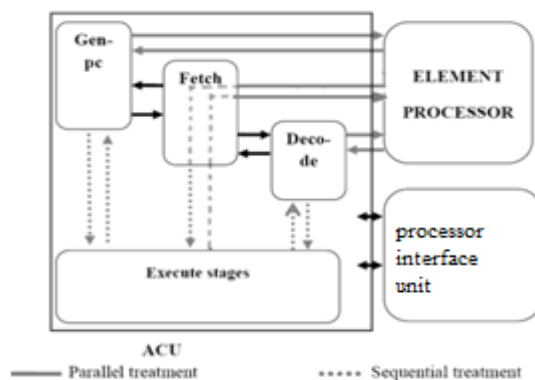 Gen-
pc
Fetch
Deco-
de
ELEMENT
PROCESSOR
processor
interface
unit
Execute stages
ACU
Parallel treatment
Sequential treatment